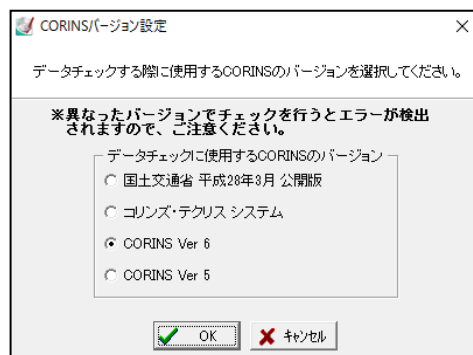 CORINSバージョン設定
データチェックする際に使用するCORINSのバージョンを選択してください。
※異なったバージョンでチェックを行うとエラーが検出
されますので、ご注意ください。
データチェックに使用するCORINSのバージョン
国土交通省 平成28年3月 公開版
コリンズ・テクリス システム
CORINS Ver 6
CORINS Ver 5
OK キャンセル